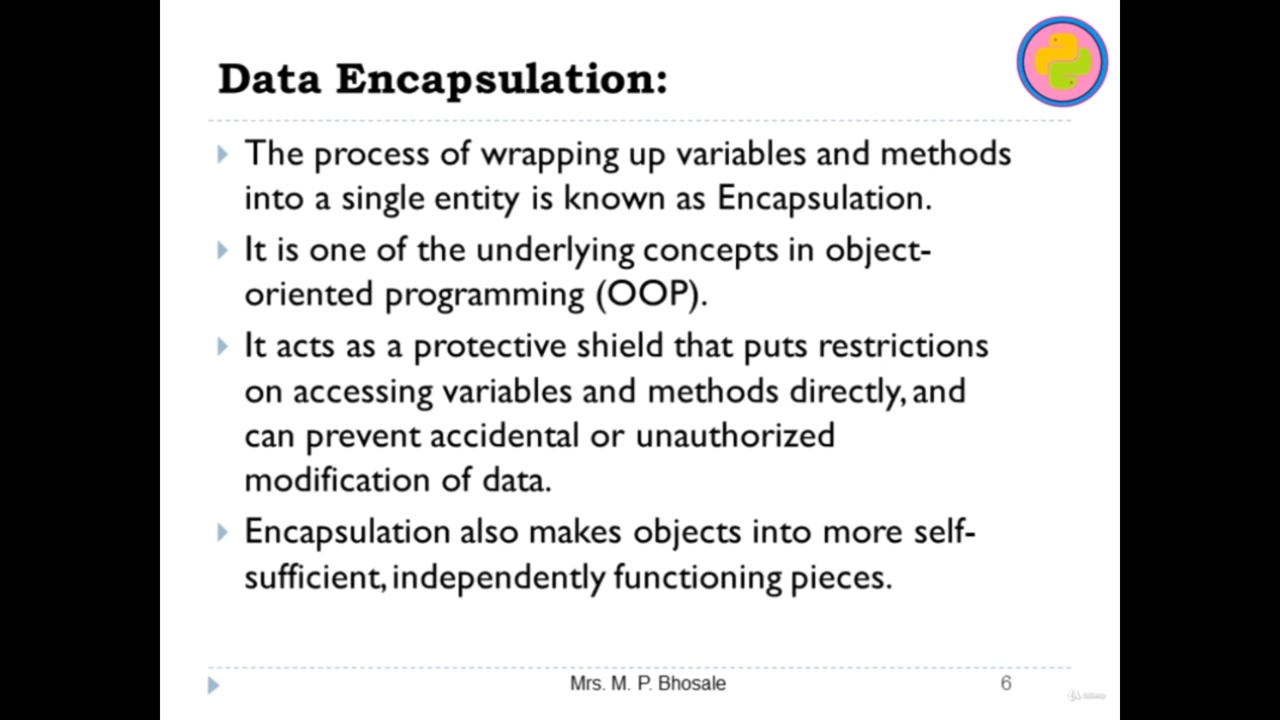 Data Encapsulation:
The process of wrapping up variables and methods
into a single entity is known as Encapsulation.
It is one of the underlying concepts in object-
oriented programming (OOP).
It acts as a protective shield that puts restrictions
on accessing variables and methods directly, and
can prevent accidental or unauthorized
modification of data.
Encapsulation also makes objects into more self-
sufficient, independently functioning pieces.
Mrs. M. P. Bhosale
6
Udemy